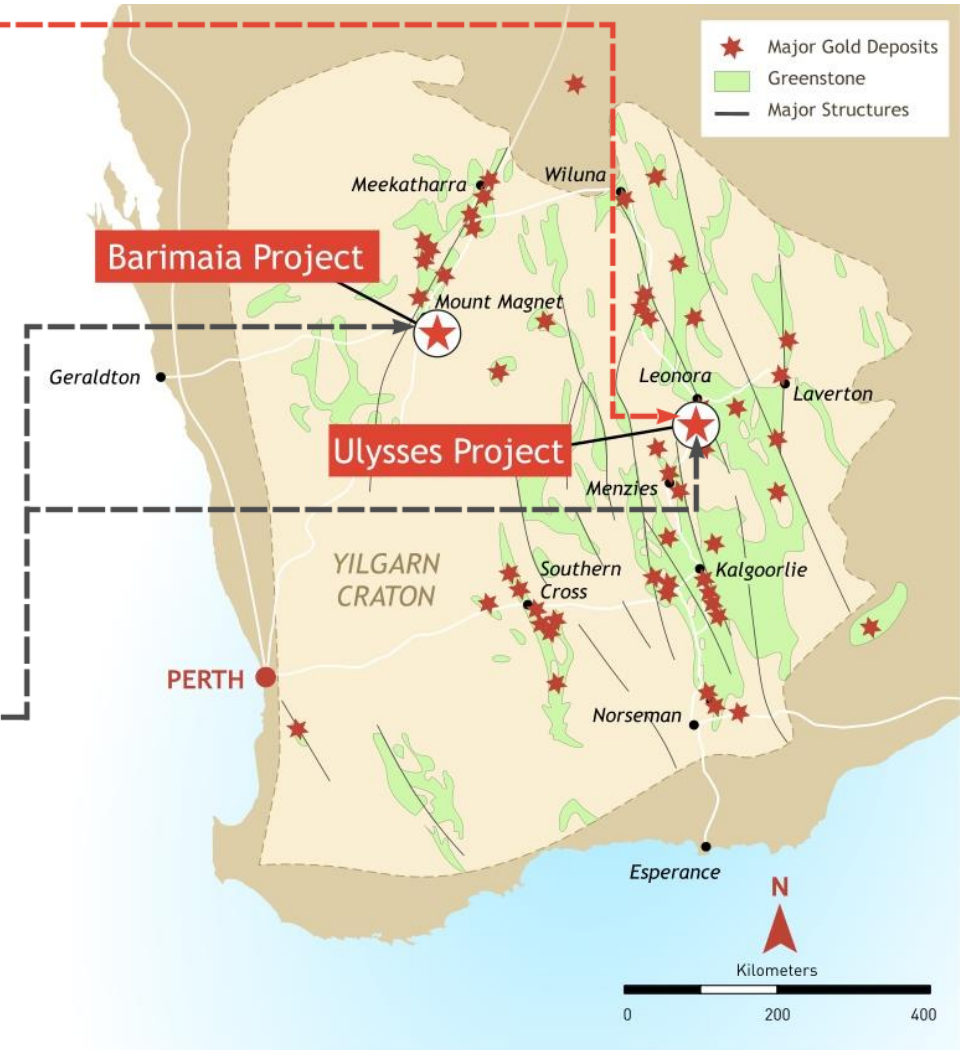 Major Gold Deposits
Greenstone
Major Structures
Meekatharra
Wiluna
Barimaia Project
Mount Magnet
Geraldton
Leonora
Laverton
Ulysses Project
Menzies
YILGARN
CRATON
Southern
Cross
Kalgoorlie
PERTH
Norseman
Esperance
N
Kilometers
0 200 400